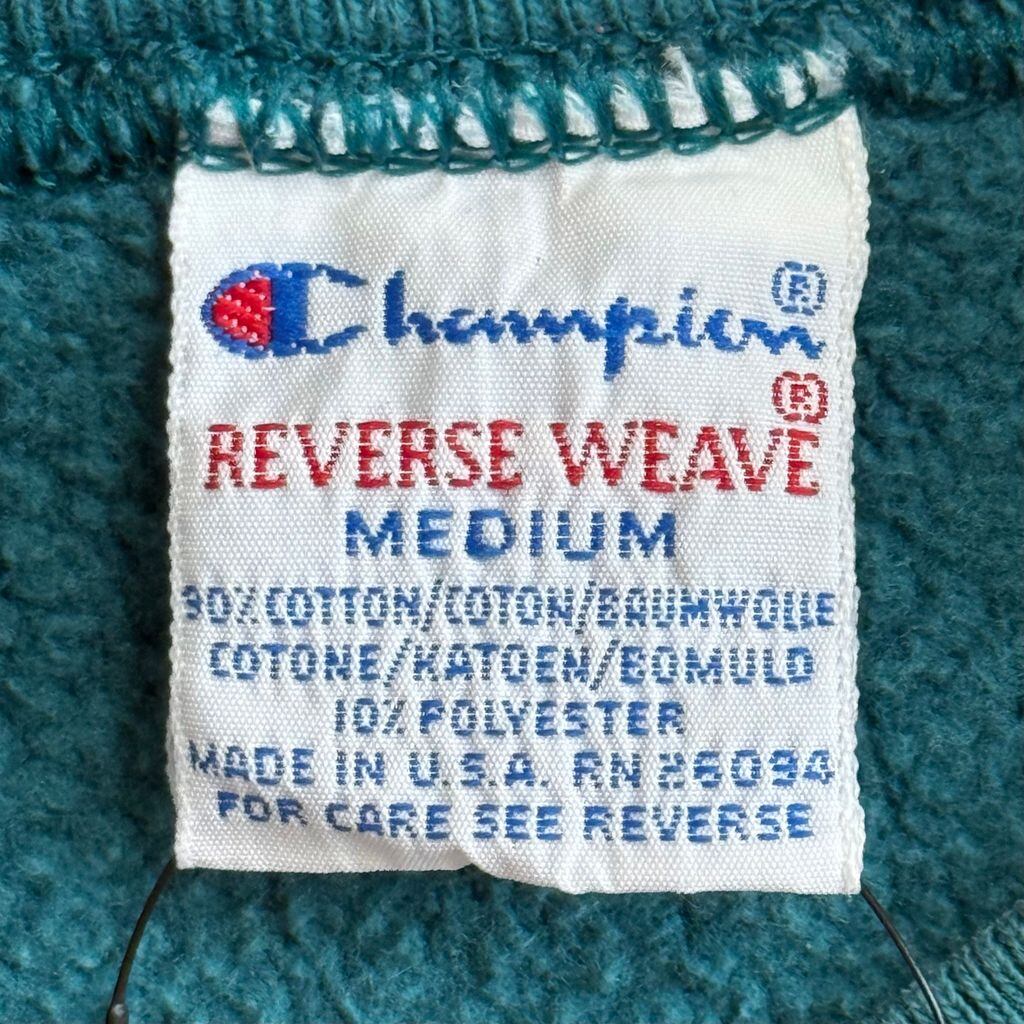 Champion®
REVERSE WEAVE®
MEDIUM
90% COTTON/COTON/BAUMWOLLE
COTONE/KATOEN/BOMULD
10% POLYESTER
MADE IN U.S.A. RN 26094
FOR CARE SEE REVERSE